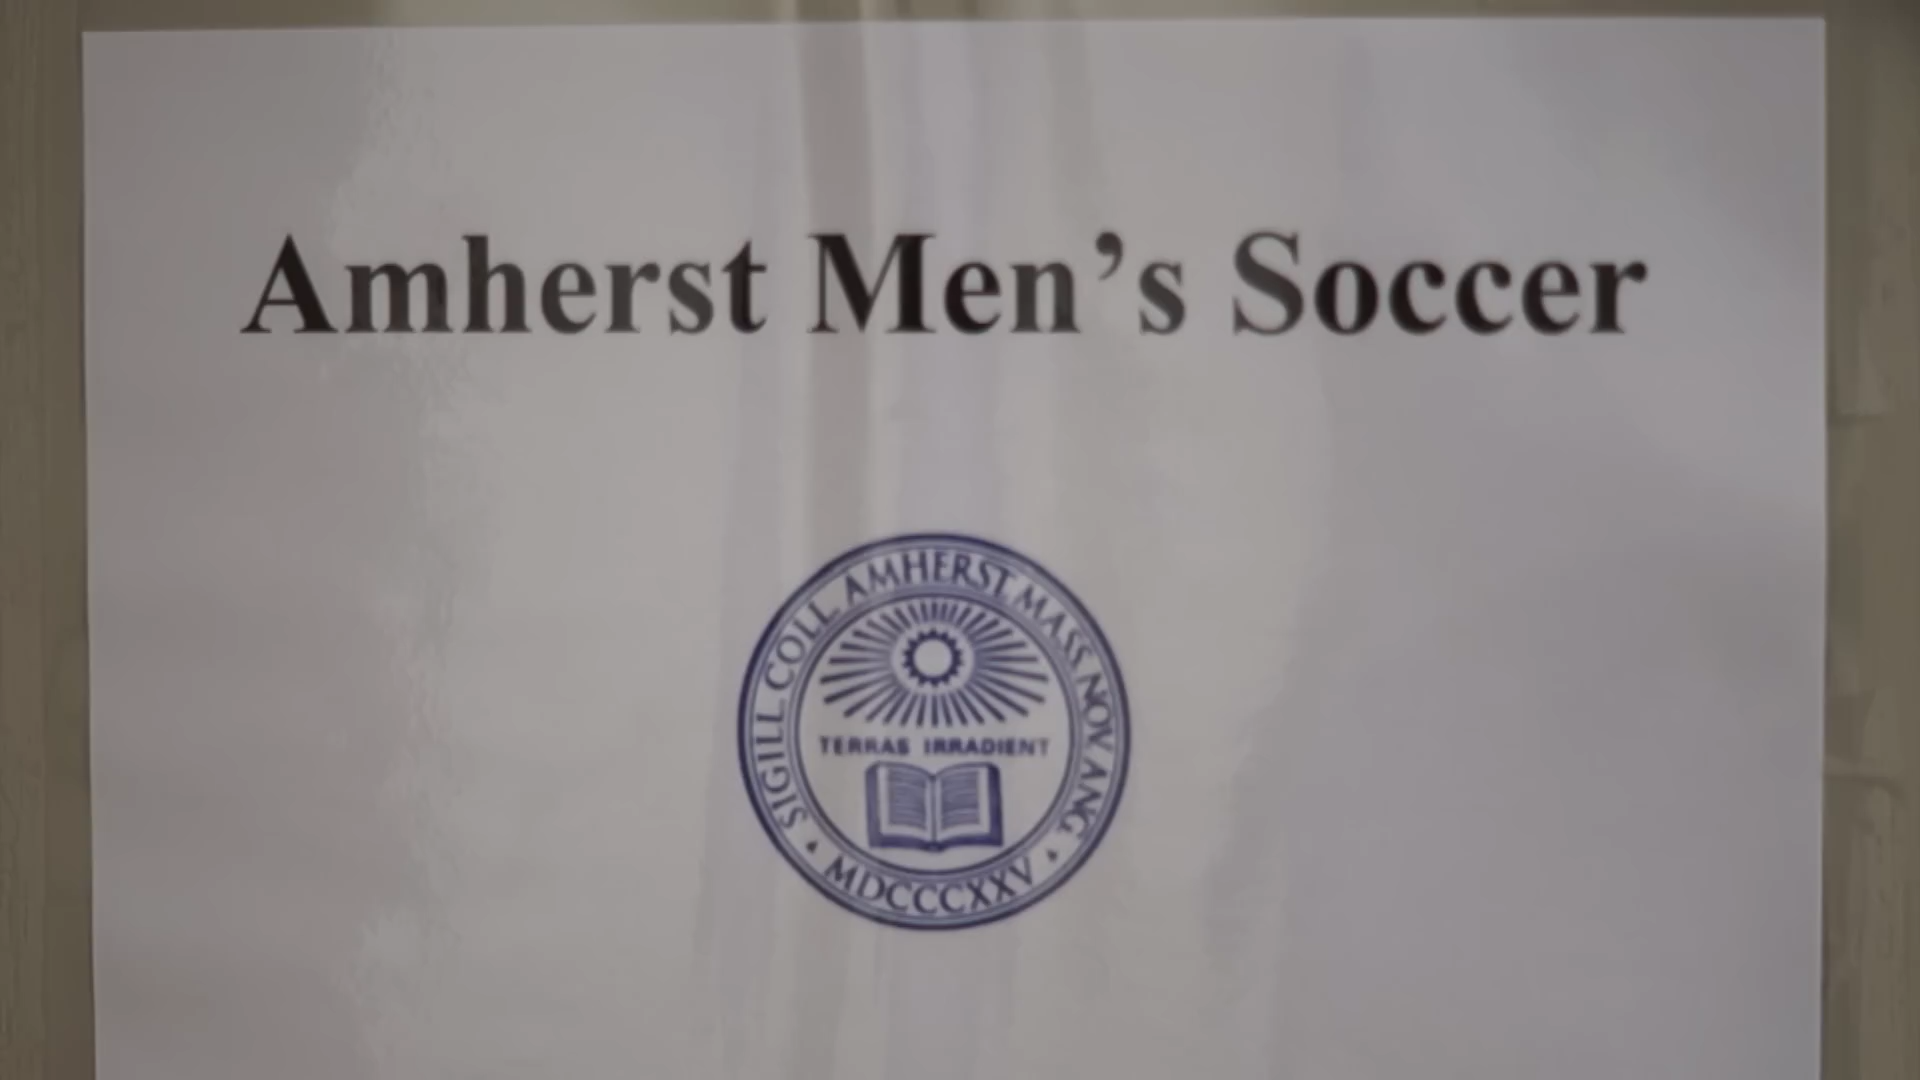 Amherst Men’s Soccer
SIGILL COLL AMHERST MASS NOV ANG
TERRAS IRRADIENT
MDCCCXXV